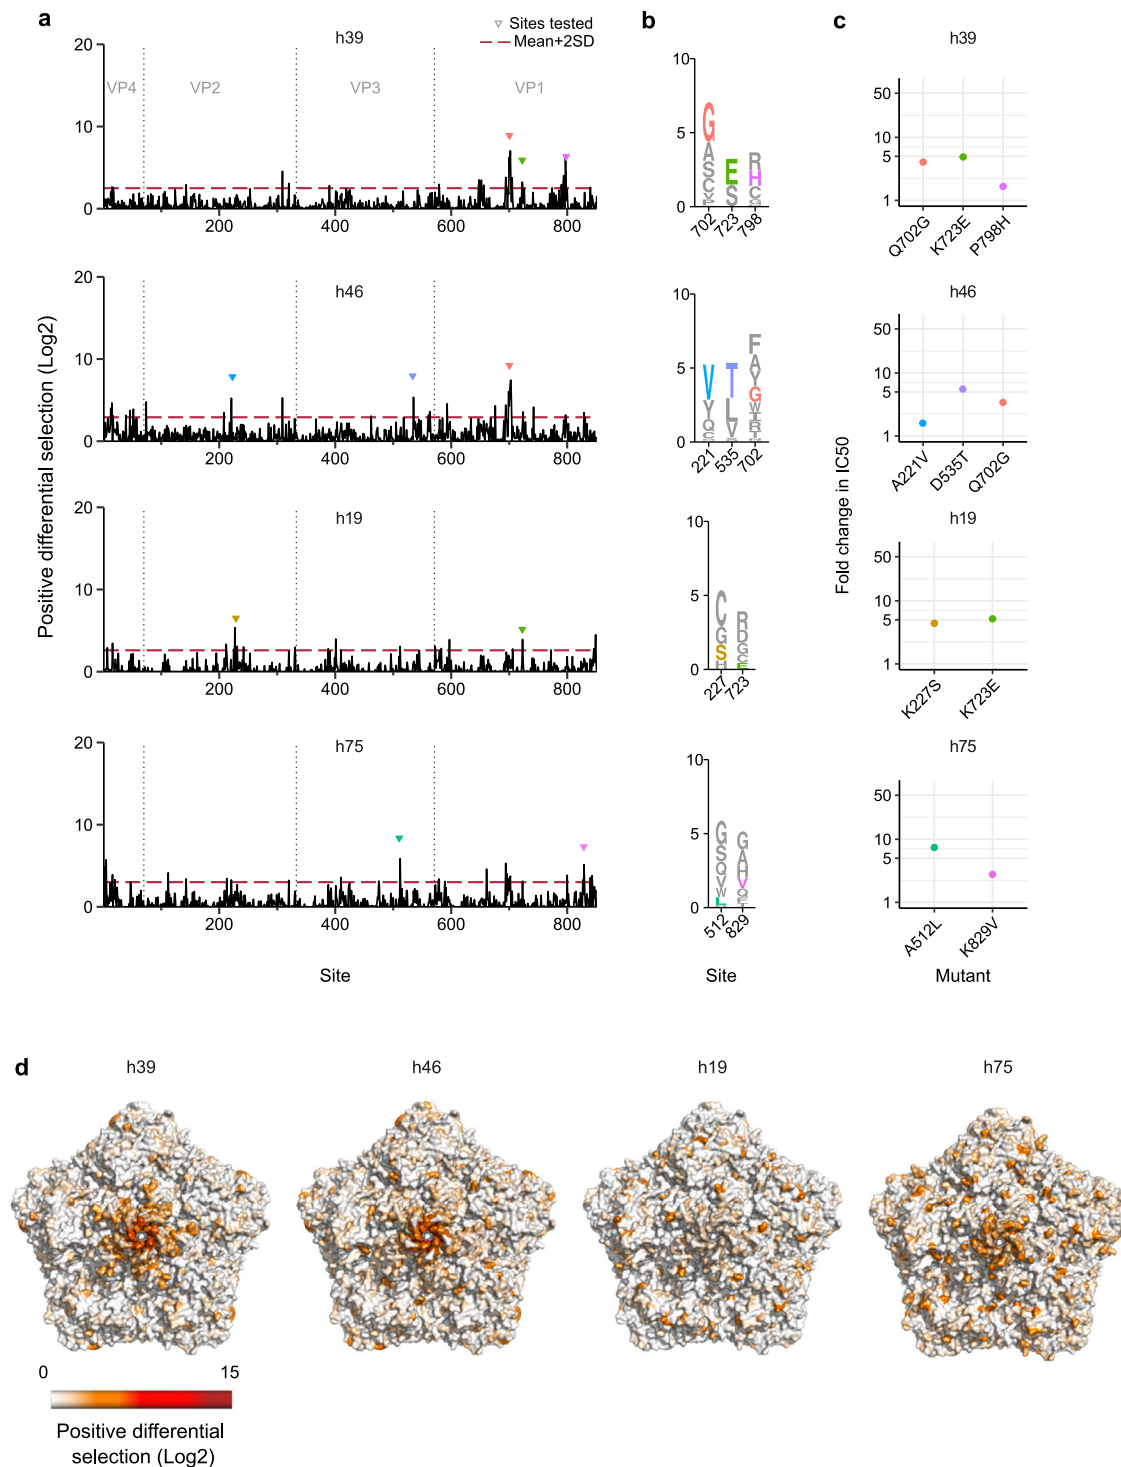 a
b
c
h39
Sites tested
Mean+2SD
VP4
VP2
VP3
VP1
20
10
0
200
400
600
800
h46
20
10
0
200
400
600
800
h19
20
10
0
200
400
600
800
h75
20
10
0
200
400
600
800
Positive differential selection (Log2)
Site
10
5
0
G
A
S
C
E
S
R
H
C
702
723
798
10
5
0
V
Y
Q
T
L
V
F
A
Y
G
W
221
535
702
10
5
0
C
G
S
H
R
D
G
227
723
10
5
0
G
S
Q
V
W
L
G
A
H
V
Q
512
829
Site
h39
50
10
5
1
Q702G
K723E
P798H
h46
50
10
5
1
A221V
D535T
Q702G
h19
50
10
5
1
K227S
K723E
h75
50
10
5
1
A512L
K829V
Fold change in IC50
Mutant
d
h39
h46
h19
h75
0
15
Positive differential
selection (Log2)